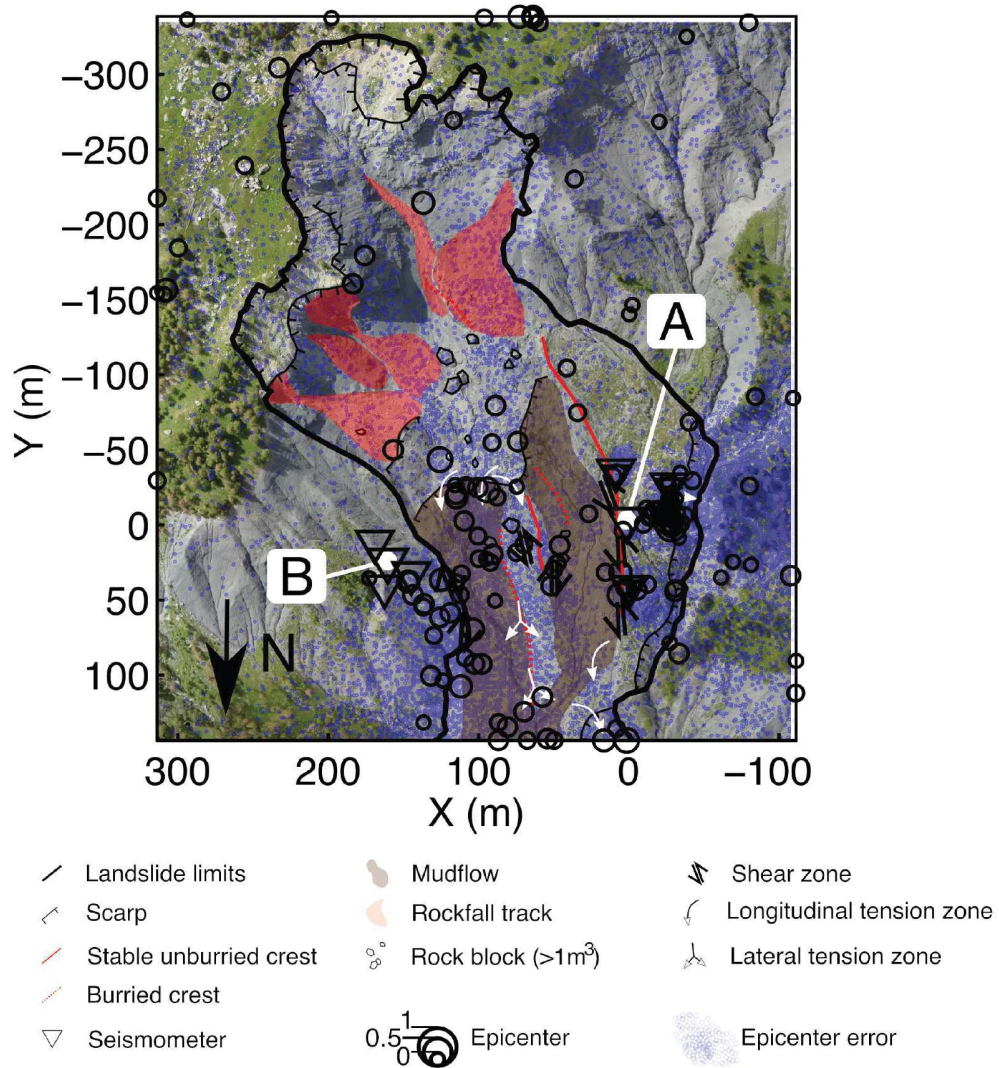 −300
−250
−200
−150
−100
−50
0
50
100
Y (m)
A
B
N
300 200 100 0 −100
X (m)
Landslide limits
Scarp
Stable unburried crest
Burried crest
Seismometer
Mudflow
Rockfall track
Rock block (>1m³)
1
0.5
0
Epicenter
Shear zone
Longitudinal tension zone
Lateral tension zone
Epicenter error